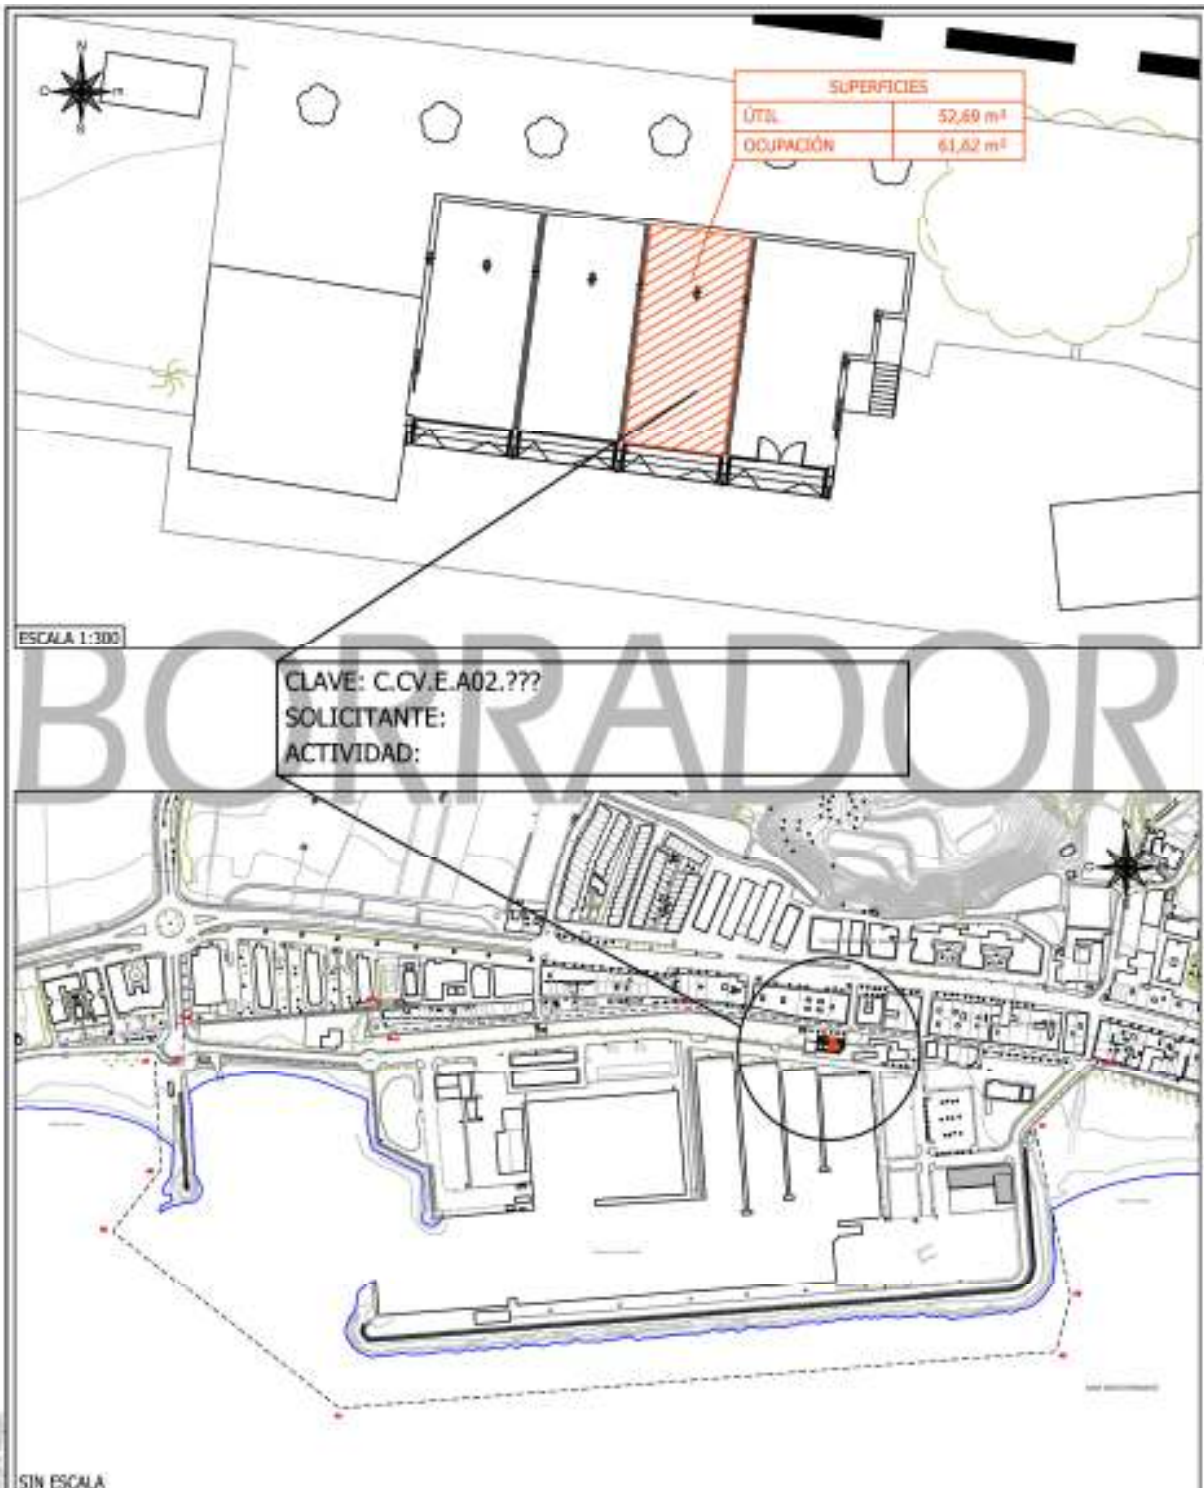 N
O
E
S
SUPERFICIES
ÚTIL 52,69 m²
OCUPACIÓN 61,62 m²
ESCALA 1:300
BORRADOR
CLAVE: C.CV.E.A02.???
SOLICITANTE:
ACTIVIDAD:
SIN ESCALA